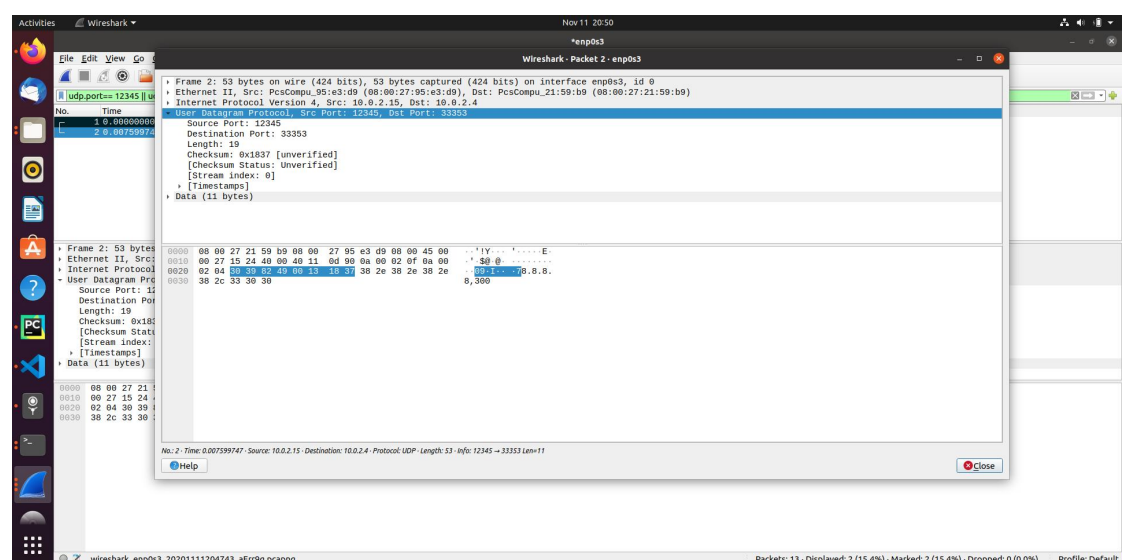 Activities Wireshark Nov 11 20:50
*enp0s3
File Edit View Go
Wireshark · Packet 2 · enp0s3
udp.port== 12345 ||
No. Time
1 0.00000000
2 0.00759974
Frame 2: 53 bytes on wire (424 bits), 53 bytes captured (424 bits) on interface enp0s3, id 0
Ethernet II, Src: PcsCompu_95:e3:d9 (08:00:27:95:e3:d9), Dst: PcsCompu_21:59:b9 (08:00:27:21:59:b9)
Internet Protocol Version 4, Src: 10.0.2.15, Dst: 10.0.2.4
User Datagram Protocol, Src Port: 12345, Dst Port: 33353
Source Port: 12345
Destination Port: 33353
Length: 19
Checksum: 0x1837 [unverified]
[Checksum Status: Unverified]
[Stream index: 0]
[Timestamps]
Data (11 bytes)
0000 08 00 27 21 59 b9 08 00 27 95 e3 d9 08 00 45 00 ··'!Y··· '·····E·
0010 00 27 15 24 40 00 40 11 0d 90 0a 00 02 0f 0a 00 ·'·$@·@· ········
0020 02 04 30 39 82 49 00 13 18 37 38 2e 38 2e 38 2e ··09·I·· ·78.8.8.
0030 38 2c 33 30 30 8,300
No.: 2 · Time: 0.007599747 · Source: 10.0.2.15 · Destination: 10.0.2.4 · Protocol: UDP · Length: 53 · Info: 12345 → 33353 Len=11
Help Close
Frame 2: 53 bytes
Ethernet II, Src:
Internet Protocol
User Datagram Pro
Source Port: 12
Destination Por
Length: 19
Checksum: 0x183
[Checksum Statu
[Stream index:
[Timestamps]
Data (11 bytes)
0000 08 00 27 21
0010 00 27 15 24
0020 02 04 30 39
0030 38 2c 33 30
PC
wireshark_enp0s3_20201111204743_aErr9q.pcapng Packets: 13 · Displayed: 2 (15.4%) · Marked: 2 (15.4%) · Dropped: 0 (0.0%) Profile: Default